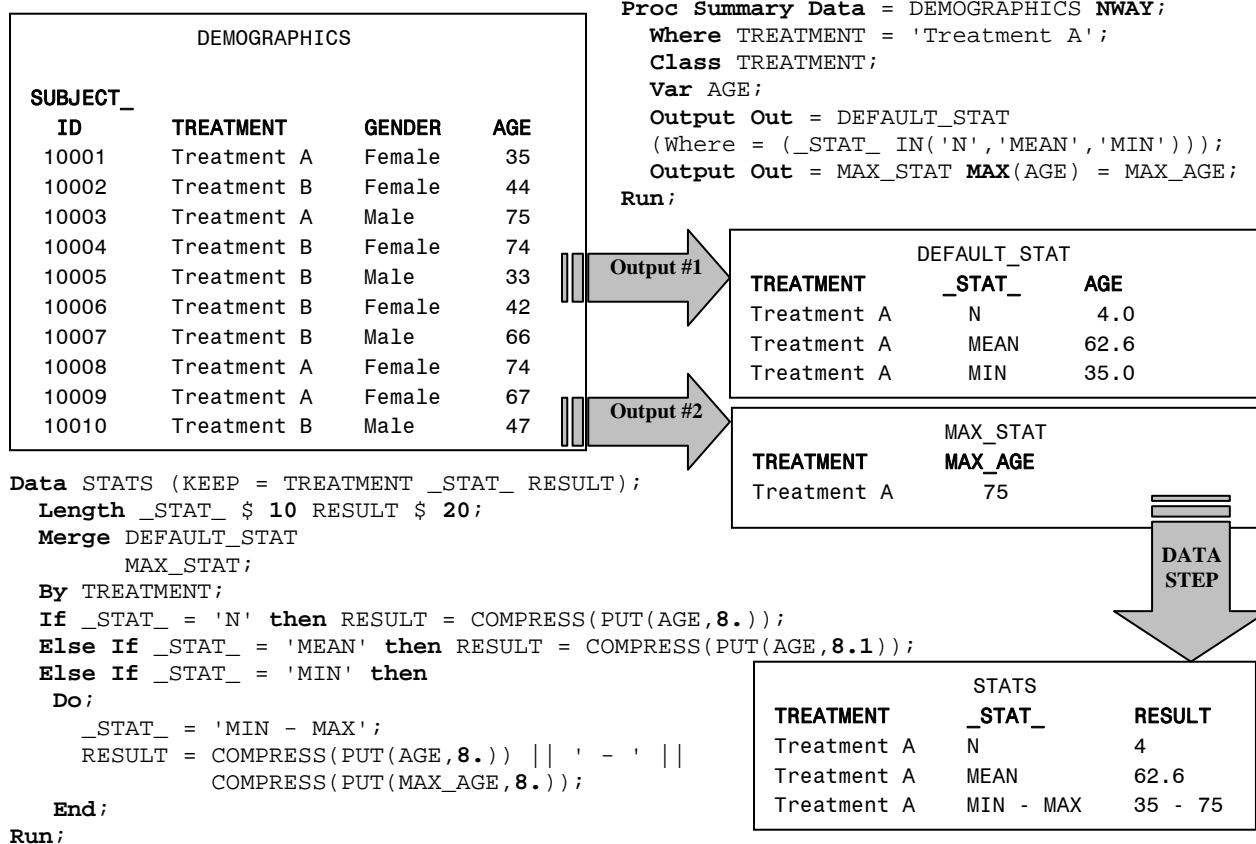 Proc Summary Data = DEMOGRAPHICS NWAY;
Where TREATMENT = 'Treatment A';
Class TREATMENT;
Var AGE;
Output Out = DEFAULT_STAT
(Where = (_STAT_ IN('N','MEAN','MIN')));
Output Out = MAX_STAT MAX(AGE) = MAX_AGE;
Run;
DEMOGRAPHICS
SUBJECT_
ID TREATMENT GENDER AGE
10001 Treatment A Female 35
10002 Treatment B Female 44
10003 Treatment A Male 75
10004 Treatment B Female 74
10005 Treatment B Male 33
10006 Treatment B Female 42
10007 Treatment B Male 66
10008 Treatment A Female 74
10009 Treatment A Female 67
10010 Treatment B Male 47
Output #1
DEFAULT_STAT
TREATMENT _STAT_ AGE
Treatment A N 4.0
Treatment A MEAN 62.6
Treatment A MIN 35.0
Output #2
MAX_STAT
TREATMENT MAX_AGE
Treatment A 75
Data STATS (KEEP = TREATMENT _STAT_ RESULT);
Length _STAT_ $ 10 RESULT $ 20;
Merge DEFAULT_STAT
MAX_STAT;
By TREATMENT;
If _STAT_ = 'N' then RESULT = COMPRESS(PUT(AGE,8.));
Else If _STAT_ = 'MEAN' then RESULT = COMPRESS(PUT(AGE,8.1));
Else If _STAT_ = 'MIN' then
Do;
_STAT_ = 'MIN - MAX';
RESULT = COMPRESS(PUT(AGE,8.)) || ' - ' ||
COMPRESS(PUT(MAX_AGE,8.));
End;
Run;
DATA
STEP
STATS
TREATMENT _STAT_ RESULT
Treatment A N 4
Treatment A MEAN 62.6
Treatment A MIN - MAX 35 - 75